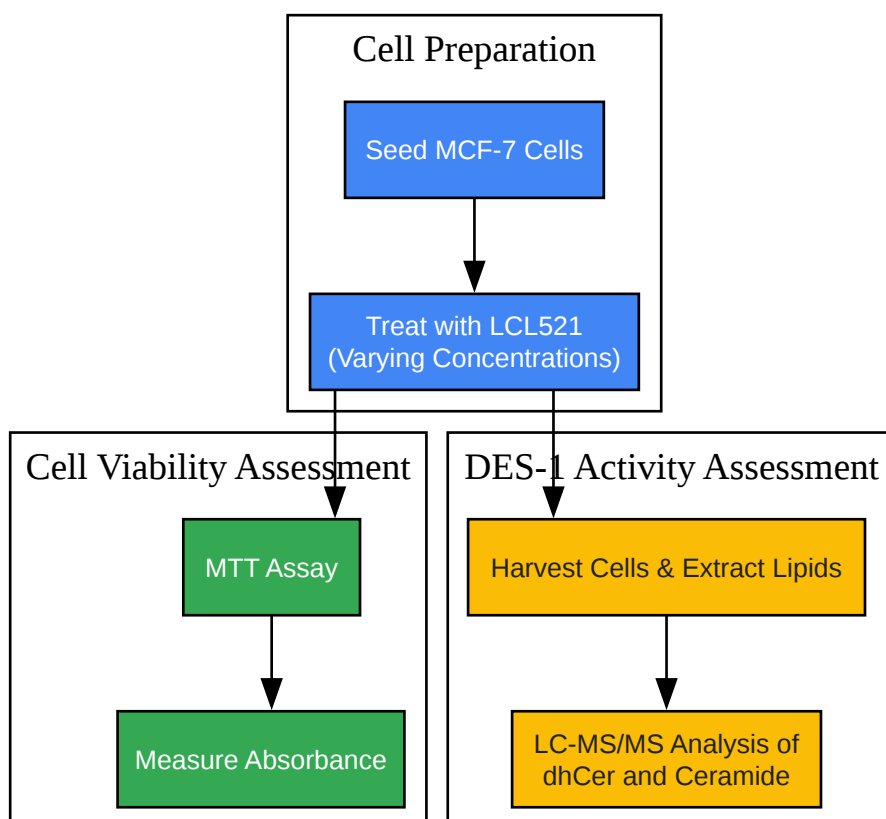 Cell Preparation
Seed MCF-7 Cells
Treat with LCL521
(Varying Concentrations)
Cell Viability Assessment
MTT Assay
Measure Absorbance
DES-1 Activity Assessment
Harvest Cells & Extract Lipids
LC-MS/MS Analysis of
dhCer and Ceramide